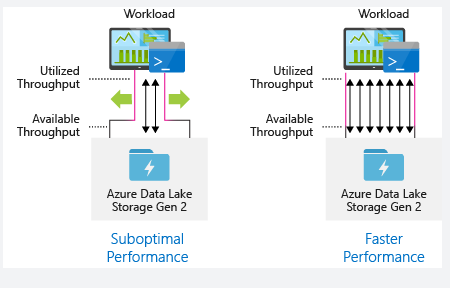 Workload
Utilized
Throughput
Available
Throughput
Azure Data Lake
Storage Gen 2
Suboptimal
Performance
Workload
Utilized
Throughput
Available
Throughput
Azure Data Lake
Storage Gen 2
Faster
Performance